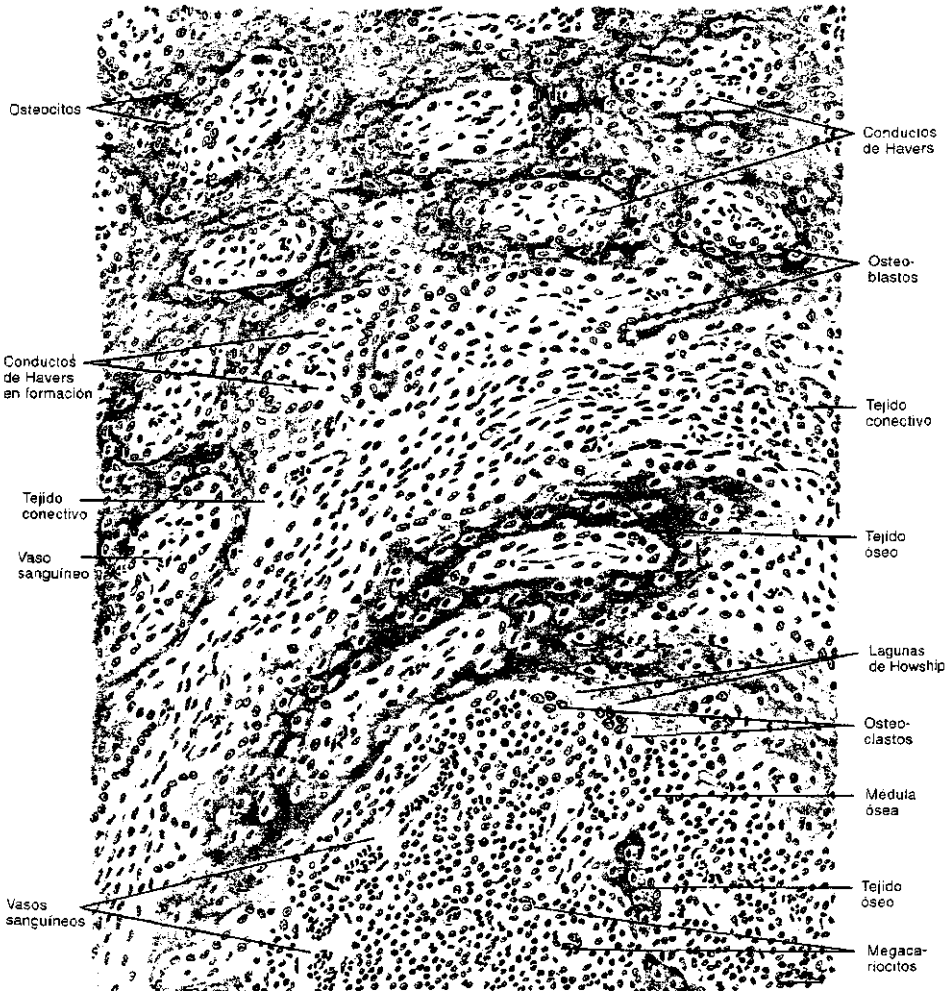 Osteocitos
Conductos
de Havers
Osteo-
blastos
Conductos
de Havers
en formación
Tejido
conectivo
Tejido
conectivo
Vaso
sanguíneo
Tejido
óseo
Lagunas
de Howship
Osteo-
clastos
Médula
ósea
Vasos
sanguíneos
Tejido
óseo
Megaca-
riocitos